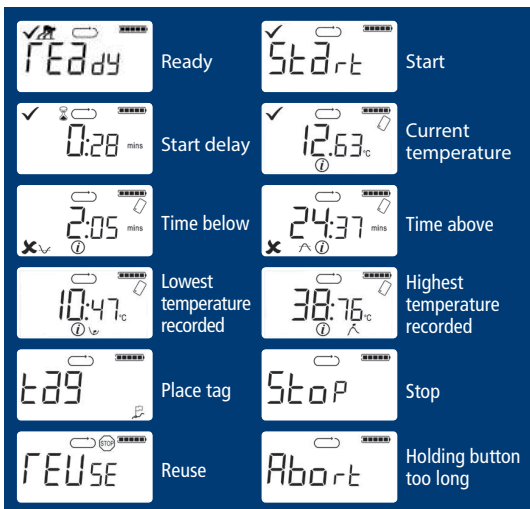 rEAdy
Ready
StArt
Start
0:28 mins
Start delay
12.63°c
Current
temperature
2:05 mins
Time below
24:37 mins
Time above
10:47°c
Lowest
temperature
recorded
38:76°c
Highest
temperature
recorded
tAg
Place tag
StoP
Stop
STOP
rEUSE
Reuse
Abort
Holding button
too long